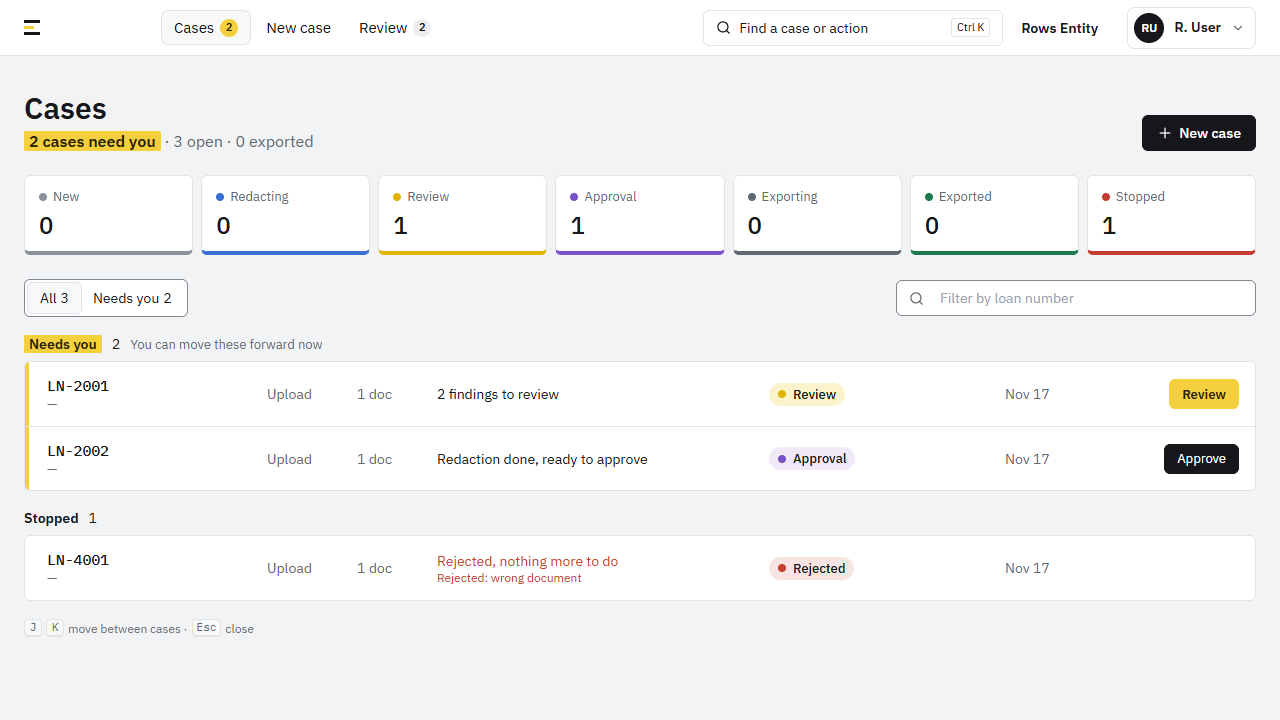 Cases 2 New case Review 2 Find a case or action Ctrl K Rows Entity RU R. User
Cases
2 cases need you · 3 open · 0 exported
New case
New Redacting Review Approval Exporting Exported Stopped
0 0 1 1 0 0 1
All 3 Needs you 2 Filter by loan number
Needs you 2 You can move these forward now
LN-2001 Upload 1 doc 2 findings to review Review Nov 17 Review
—
LN-2002 Upload 1 doc Redaction done, ready to approve Approval Nov 17 Approve
—
Stopped 1
LN-4001 Upload 1 doc Rejected, nothing more to do Rejected Nov 17
— Rejected: wrong document
J K move between cases · Esc close